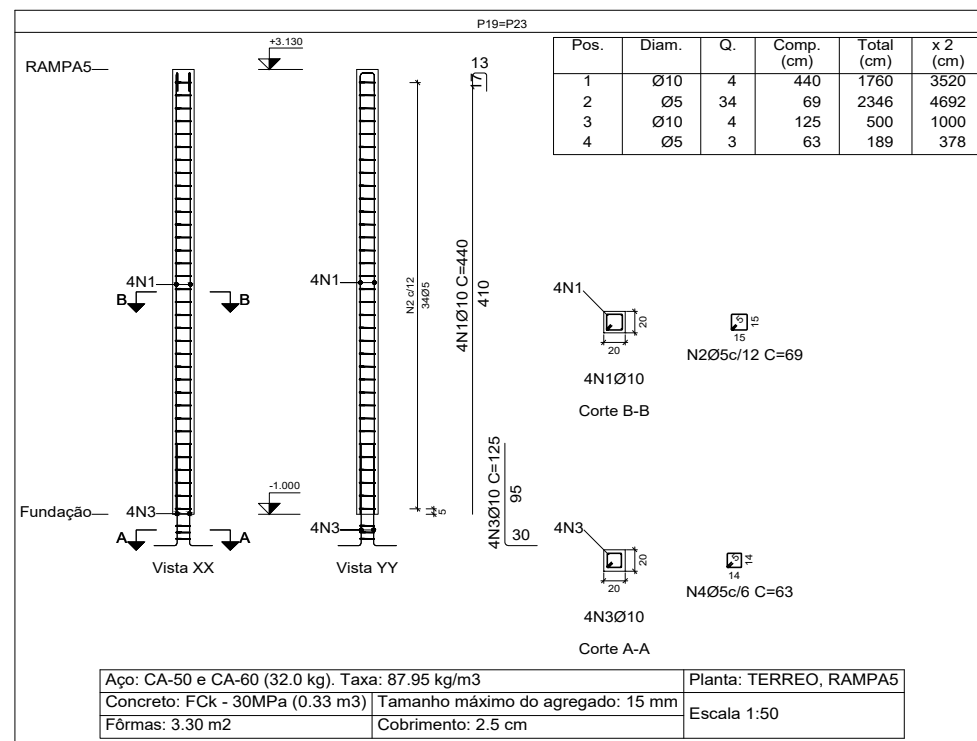 P19=P23
Pos. Diam. Q. Comp. (cm) Total (cm) x 2 (cm)
1 Ø10 4 440 1760 3520
2 Ø5 34 69 2346 4692
3 Ø10 4 125 500 1000
4 Ø5 3 63 189 378
RAMPA5
+3.130
13
17
4N1
B B
4N1
N2 c/12
34Ø5
4N1Ø10 C=440
410
4N1
20
20
4N1Ø10
Corte B-B
5
15
15
N2Ø5c/12 C=69
Fundação
4N3
-1.000
5
4N3
A A
Vista XX
Vista YY
4N3Ø10 C=125
95
30
4N3
20
20
4N3Ø10
Corte A-A
5
14
14
N4Ø5c/6 C=63
Aço: CA-50 e CA-60 (32.0 kg). Taxa: 87.95 kg/m3
Planta: TERREO, RAMPA5
Concreto: FCk - 30MPa (0.33 m3)
Tamanho máximo do agregado: 15 mm
Escala 1:50
Fôrmas: 3.30 m2
Cobrimento: 2.5 cm